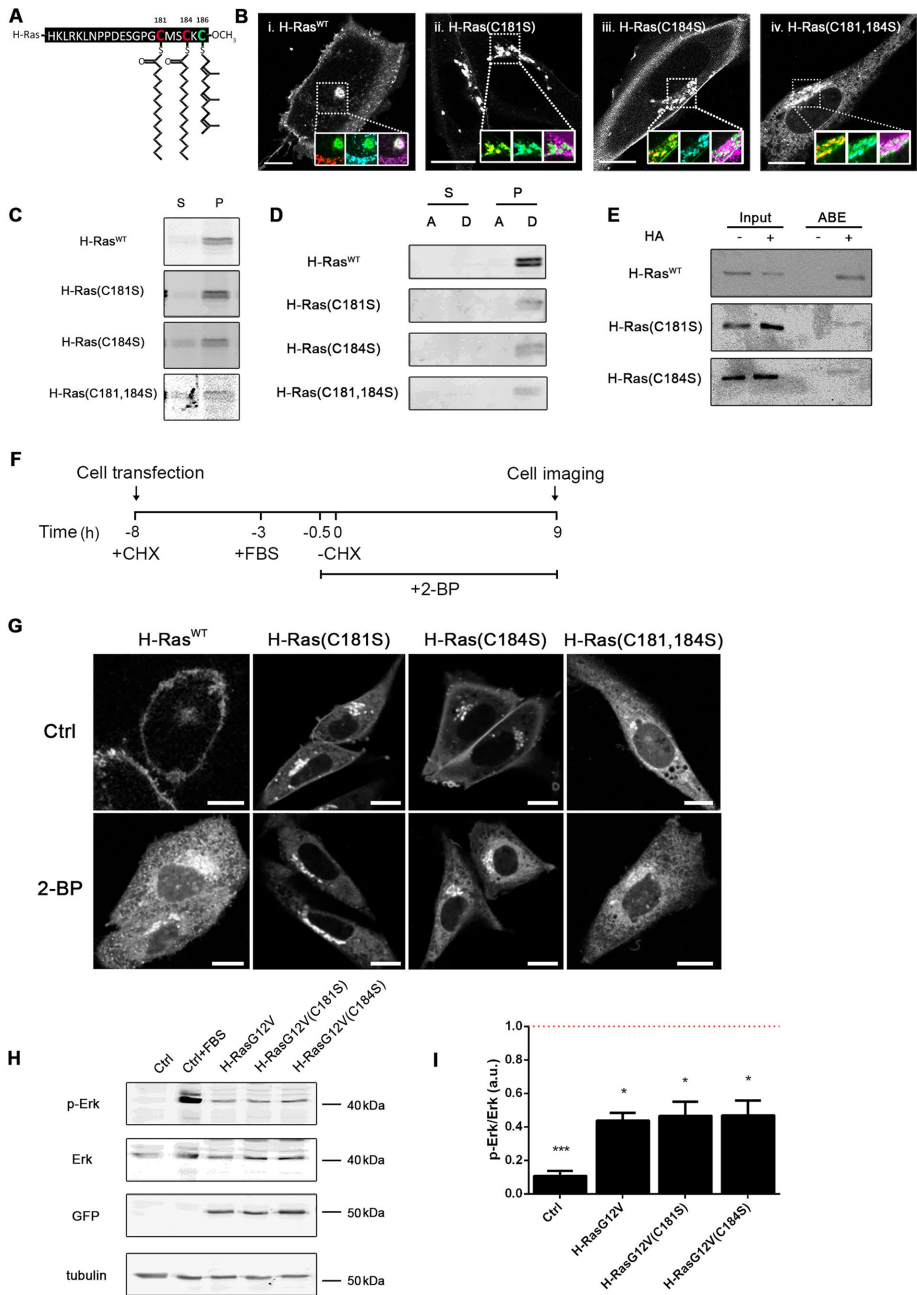 A
181 184 186
H-Ras HKLRKLNPPDESGPGCMSCKC-OCH3
S S S
O O
B
i. H-RasWT
ii. H-Ras(C181S)
iii. H-Ras(C184S)
iv. H-Ras(C181,184S)
C
S P
H-RasWT
H-Ras(C181S)
H-Ras(C184S)
H-Ras(C181,184S)
D
S P
A D A D
H-RasWT
H-Ras(C181S)
H-Ras(C184S)
H-Ras(C181,184S)
E
Input ABE
HA - + - +
H-RasWT
H-Ras(C181S)
H-Ras(C184S)
F
Cell transfection Cell imaging
Time (h) -8 -3 -0.5 0 9
+CHX +FBS -CHX
+2-BP
G
H-RasWT H-Ras(C181S) H-Ras(C184S) H-Ras(C181,184S)
Ctrl
2-BP
H
Ctrl
Ctrl+FBS
H-RasG12V
H-RasG12V(C181S)
H-RasG12V(C184S)
p-Erk 40 kDa
Erk 40 kDa
GFP 50 kDa
tubulin 50 kDa
I
p-Erk/Erk (a.u.)
1.0
0.8
0.6
0.4
0.2
0.0
*** * * *
Ctrl
H-RasG12V
H-RasG12V(C181S)
H-RasG12V(C184S)